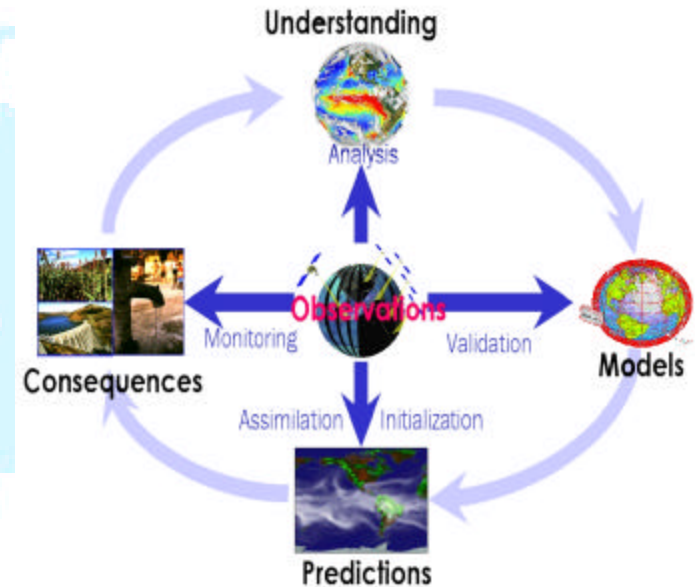 Understanding
Analysis
Observations
Monitoring
Validation
Consequences
Models
Assimilation
Initialization
Predictions